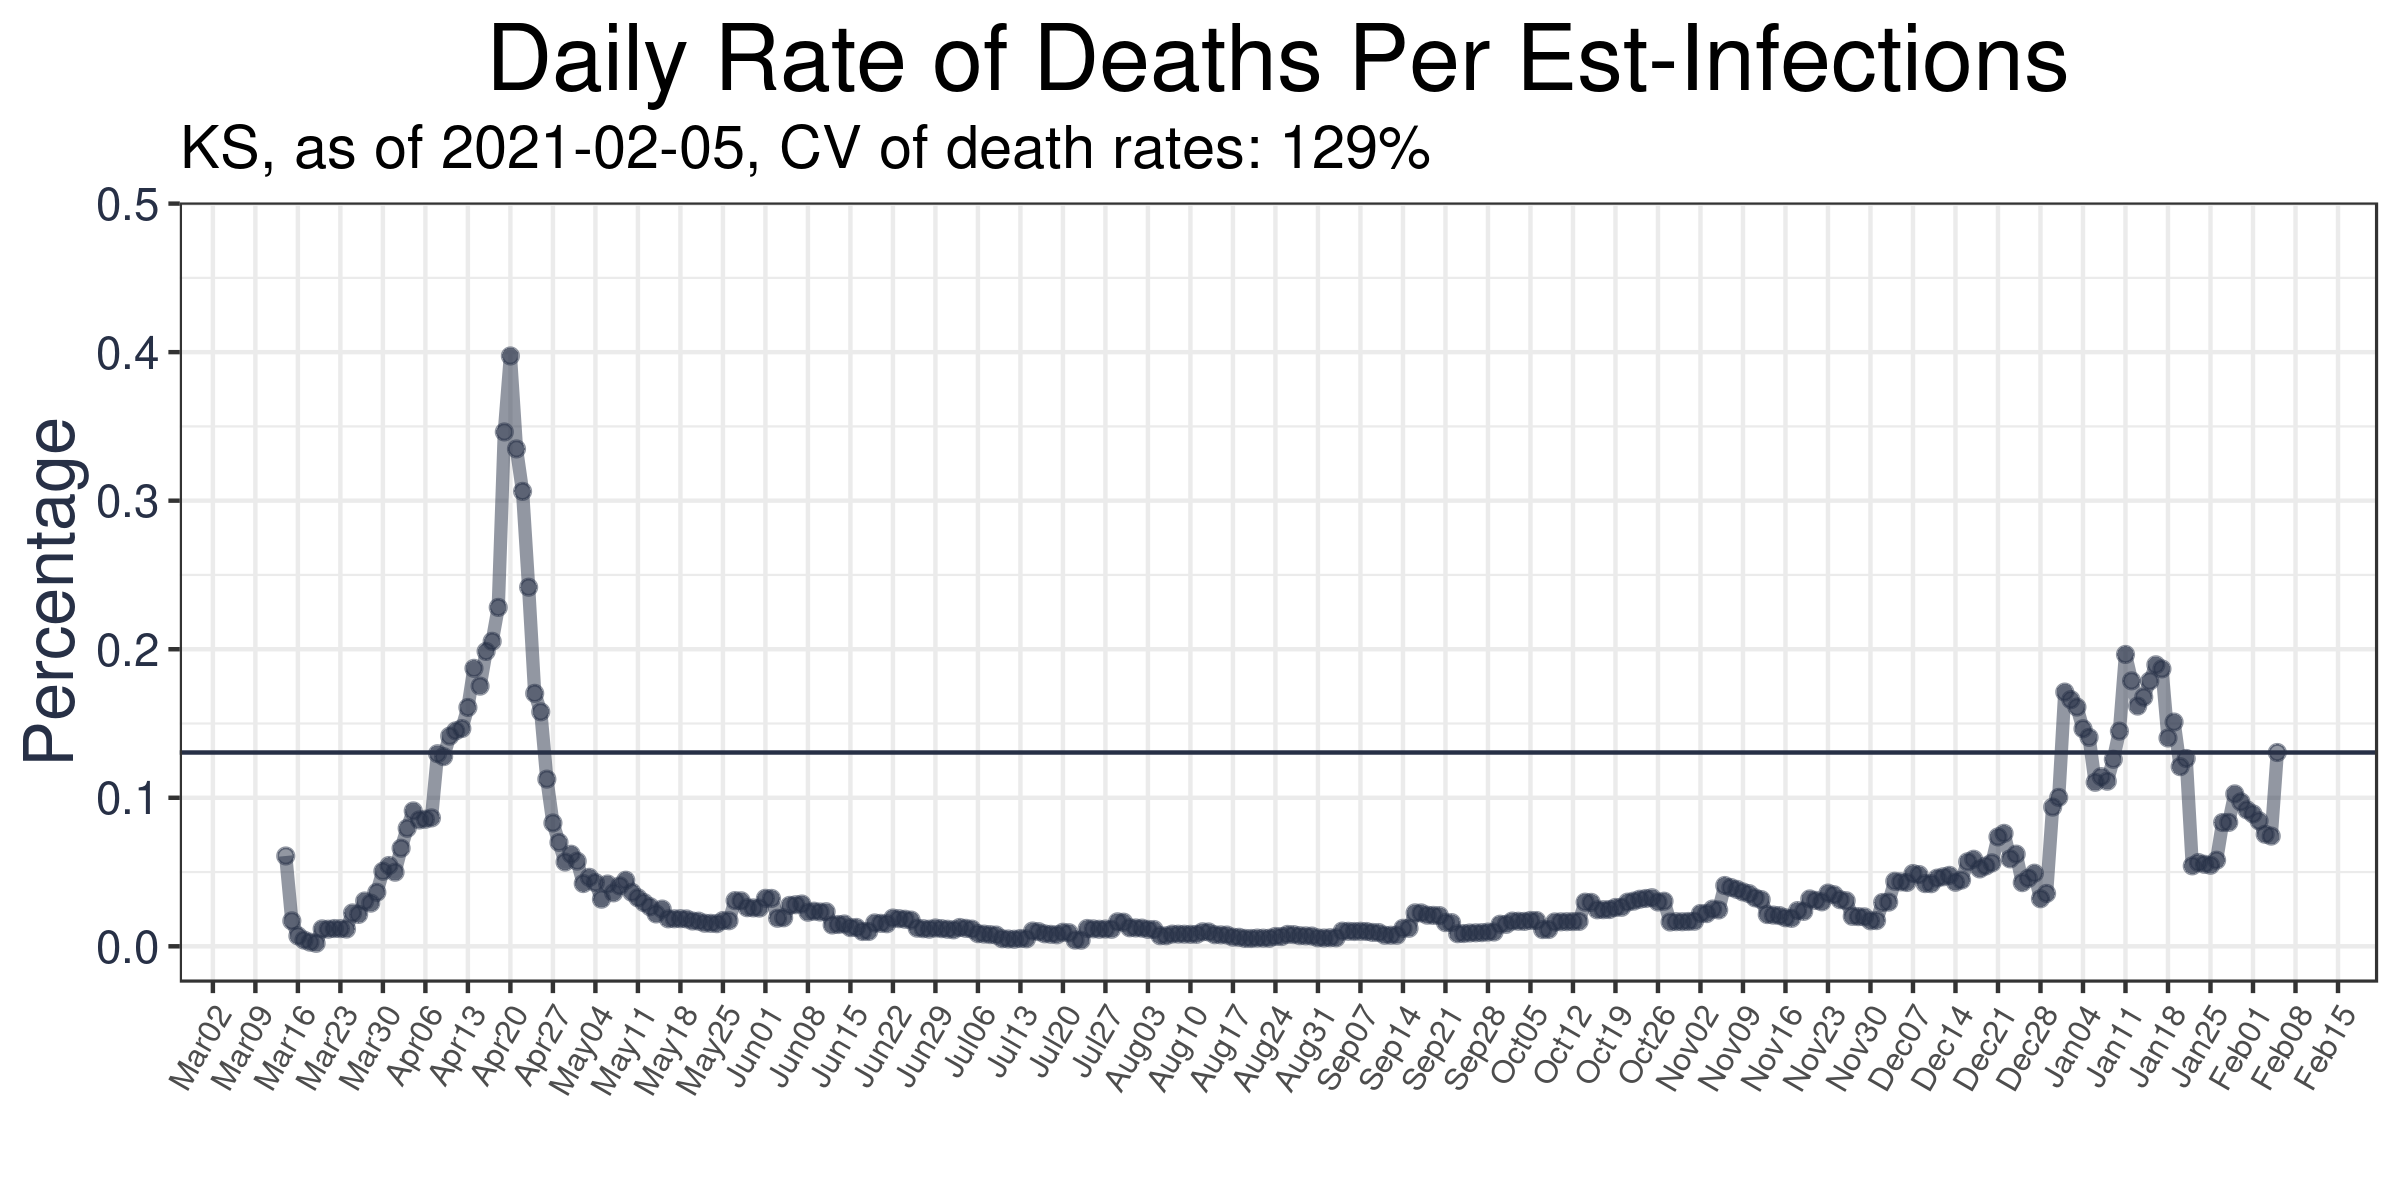 Daily Rate of Deaths Per Est-Infections
KS, as of 2021-02-05, CV of death rates: 129%
Percentage
0.5
0.4
0.3
0.2
0.1
0.0
Mar02 Mar09 Mar16 Mar23 Mar30 Apr06 Apr13 Apr20 Apr27 May04 May11 May18 May25 Jun01 Jun08 Jun15 Jun22 Jun29 Jul06 Jul13 Jul20 Jul27 Aug03 Aug10 Aug17 Aug24 Aug31 Sep07 Sep14 Sep21 Sep28 Oct05 Oct12 Oct19 Oct26 Nov02 Nov09 Nov16 Nov23 Nov30 Dec07 Dec14 Dec21 Dec28 Jan04 Jan11 Jan18 Jan25 Feb01 Feb08 Feb15